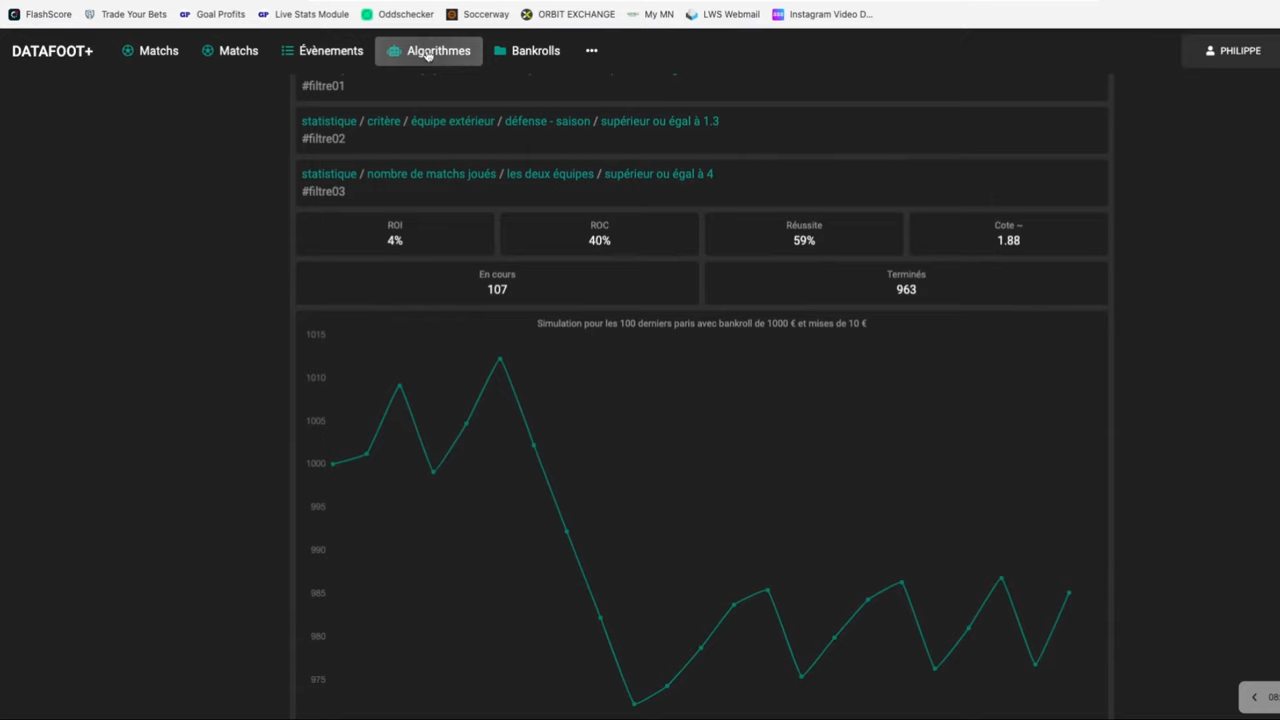 FlashScore Trade Your Bets Goal Profits Live Stats Module Oddschecker Soccerway ORBIT EXCHANGE My MN LWS Webmail Instagram Video D...
DATAFOOT+ Matchs Matchs Évènements Algorithmes Bankrolls ••• PHILIPPE
#filtre01
statistique / critère / équipe extérieur / défense - saison / supérieur ou égal à 1.3
#filtre02
statistique / nombre de matchs joués / les deux équipes / supérieur ou égal à 4
#filtre03
ROI ROC Réussite Cote ~
4% 40% 59% 1.88
En cours Terminés
107 963
Simulation pour les 100 derniers paris avec bankroll de 1000 € et mises de 10 €
1015
1010
1005
1000
995
990
985
980
975